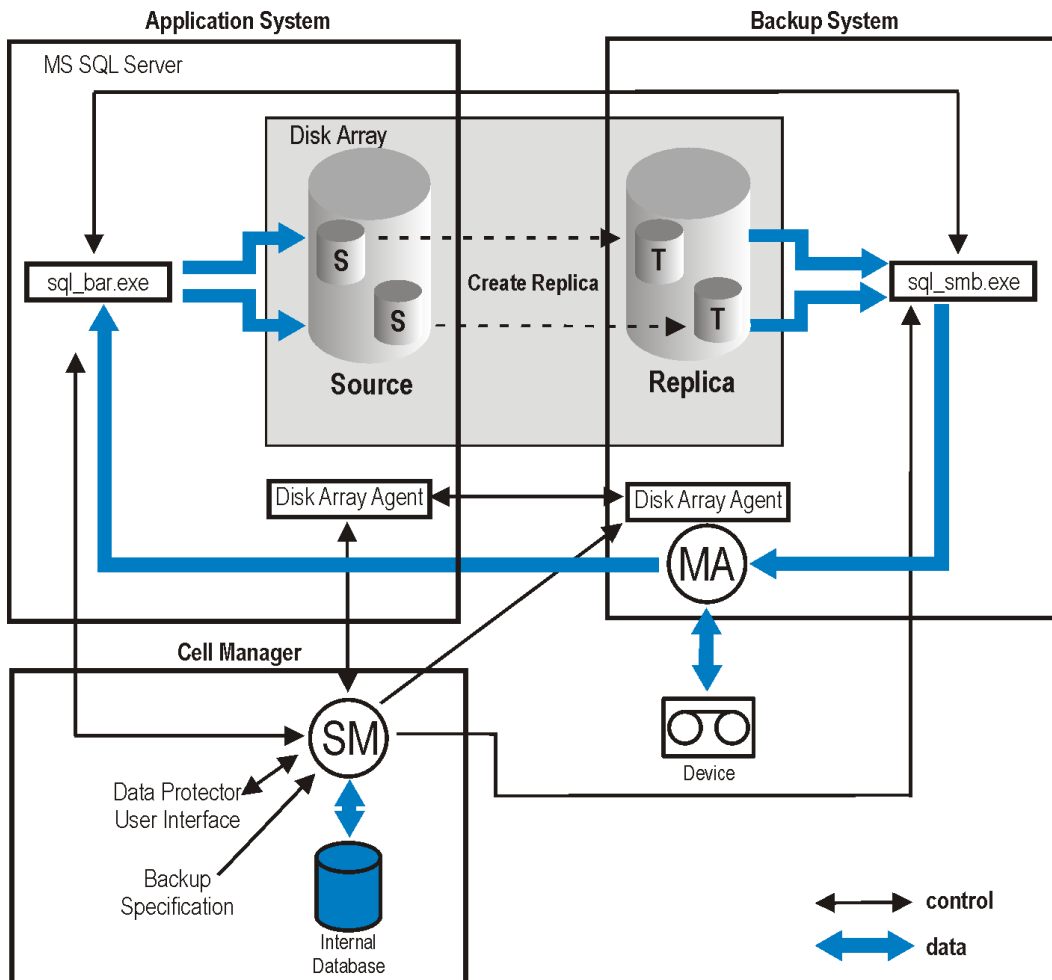 Application System
Backup System
MS SQL Server
Disk Array
S
T
sql_bar.exe
Create Replica
sql_smb.exe
S
T
Source
Replica
Disk Array Agent
Disk Array Agent
MA
Cell Manager
SM
Device
Data Protector
User Interface
Backup
Specification
Internal
Database
control
data